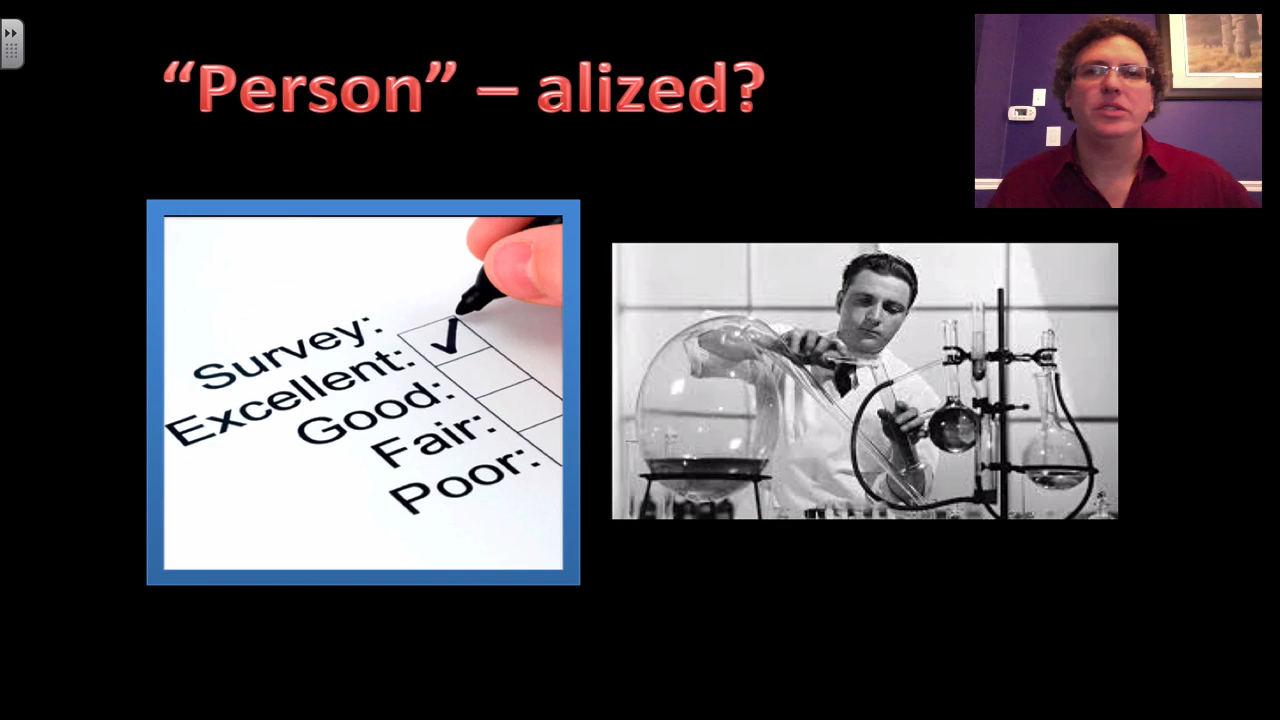 “Person” – alized?
Survey:
Excellent:
Good:
Fair:
Poor: